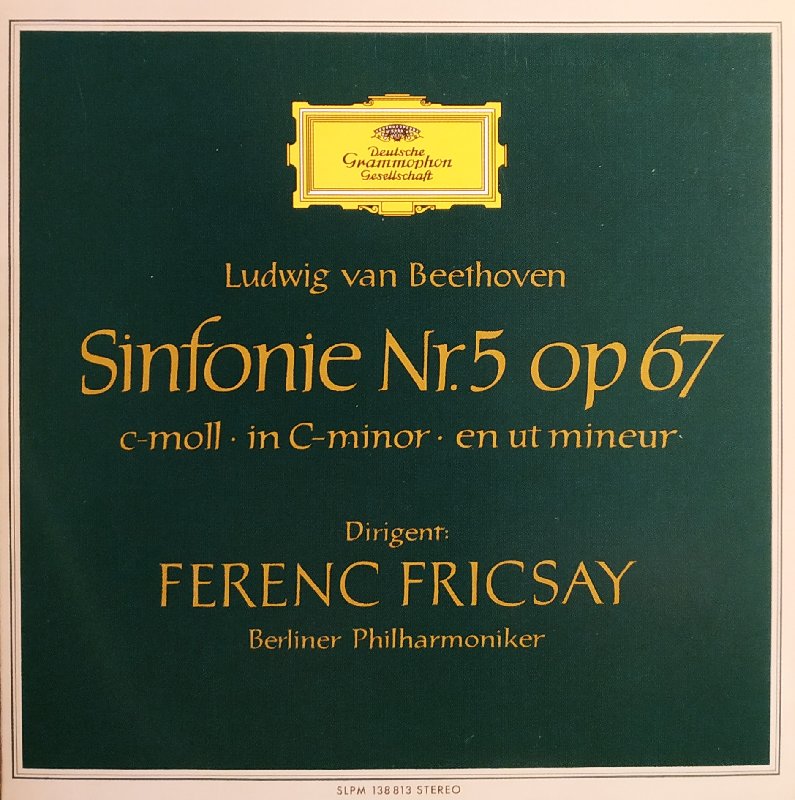 Deutsche
Grammophon
Gesellschaft
Ludwig van Beethoven
Sinfonie Nr. 5 op 67
c-moll · in C-minor · en ut mineur
Dirigent:
FERENC FRICSAY
Berliner Philharmoniker
SLPM 138 813 STEREO